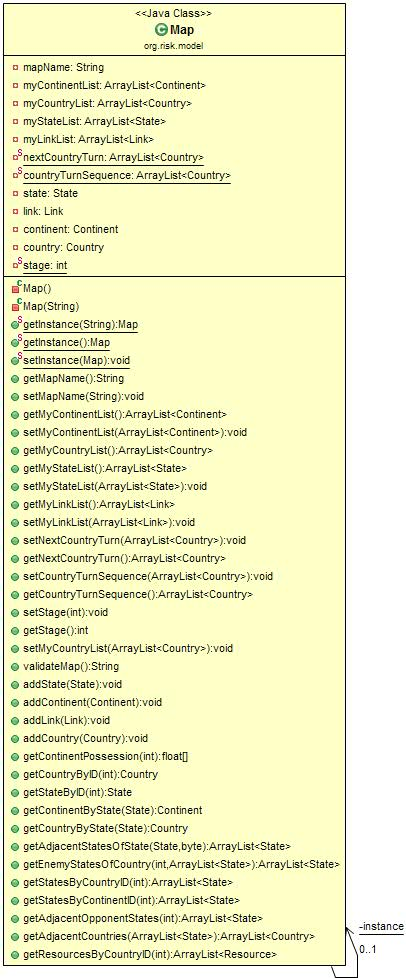 <<Java Class>>
Map
org.risk.model
mapName: String
myContinentList: ArrayList<Continent>
myCountryList: ArrayList<Country>
myStateList: ArrayList<State>
myLinkList: ArrayList<Link>
nextCountryTurn: ArrayList<Country>
countryTurnSequence: ArrayList<Country>
state: State
link: Link
continent: Continent
country: Country
stage: int
Map()
Map(String)
getInstance(String):Map
getInstance():Map
setInstance(Map):void
getMapName():String
setMapName(String):void
getMyContinentList():ArrayList<Continent>
setMyContinentList(ArrayList<Continent>):void
getMyCountryList():ArrayList<Country>
getMyStateList():ArrayList<State>
setMyStateList(ArrayList<State>):void
getMyLinkList():ArrayList<Link>
setMyLinkList(ArrayList<Link>):void
setNextCountryTurn(ArrayList<Country>):void
getNextCountryTurn():ArrayList<Country>
setCountryTurnSequence(ArrayList<Country>):void
getCountryTurnSequence():ArrayList<Country>
setStage(int):void
getStage():int
setMyCountryList(ArrayList<Country>):void
validateMap():String
addState(State):void
addContinent(Continent):void
addLink(Link):void
addCountry(Country):void
getContinentPossession(int):float[]
getCountryByID(int):Country
getStateByID(int):State
getContinentByState(State):Continent
getCountryByState(State):Country
getAdjacentStatesOfState(State,byte):ArrayList<State>
getEnemyStatesOfCountry(int,ArrayList<State>):ArrayList<State>
getStatesByCountryID(int):ArrayList<State>
getStatesByContinentID(int):ArrayList<State>
getAdjacentOpponentStates(int):ArrayList<State>
getAdjacentCountries(ArrayList<State>):ArrayList<Country>
getResourcesByCountryID(int):ArrayList<Resource>
-instance
0..1